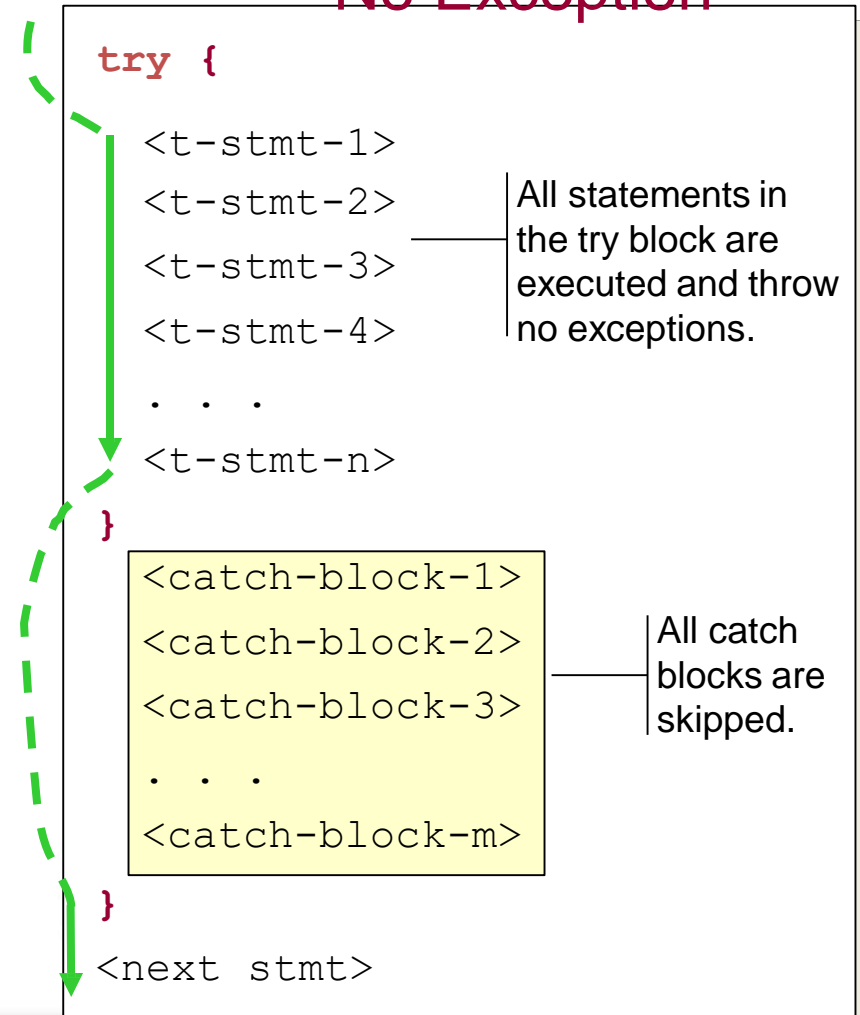 No Exception
try {
<t-stmt-1>
<t-stmt-2>
<t-stmt-3>
<t-stmt-4>
. . .
<t-stmt-n>
}
All statements in
the try block are
executed and throw
no exceptions.
<catch-block-1>
<catch-block-2>
<catch-block-3>
. . .
<catch-block-m>
All catch
blocks are
skipped.
}
<next stmt>